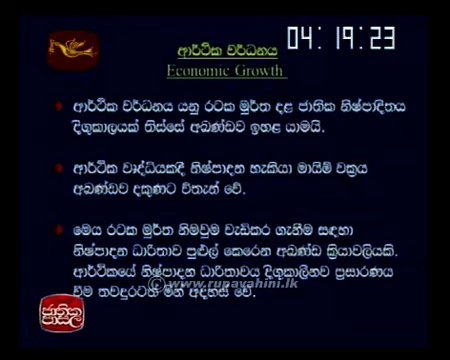 04:19:23
ආර්ථික වර්ධනය
Economic Growth
ආර්ථික වර්ධනය යනු රටක මූර්ත දළ ජාතික නිෂ්පාදිතය
දිගුකාලයක් තිස්සේ අඛණ්ඩව ඉහළ යාමයි.
ආර්ථික වෘද්ධියකදී නිෂ්පාදන හැකියා මායිම් වක්‍රය
අඛණ්ඩව දකුණට විතැන් වේ.
මෙය රටක මූර්ත නිමවුම වැඩිකර ගැනීම සඳහා
නිෂ්පාදන ධාරිතාව පුළුල් කෙරෙන අඛණ්ඩ ක්‍රියාවලියකි.
ආර්ථිකයේ නිෂ්පාදන ධාරිතාවය දිගුකාලීනව ප්‍රසාරණය
වීම තවදුරටත් මින් අදහස් වේ.
© www.rupavahini.lk
ජාතික
පාසල